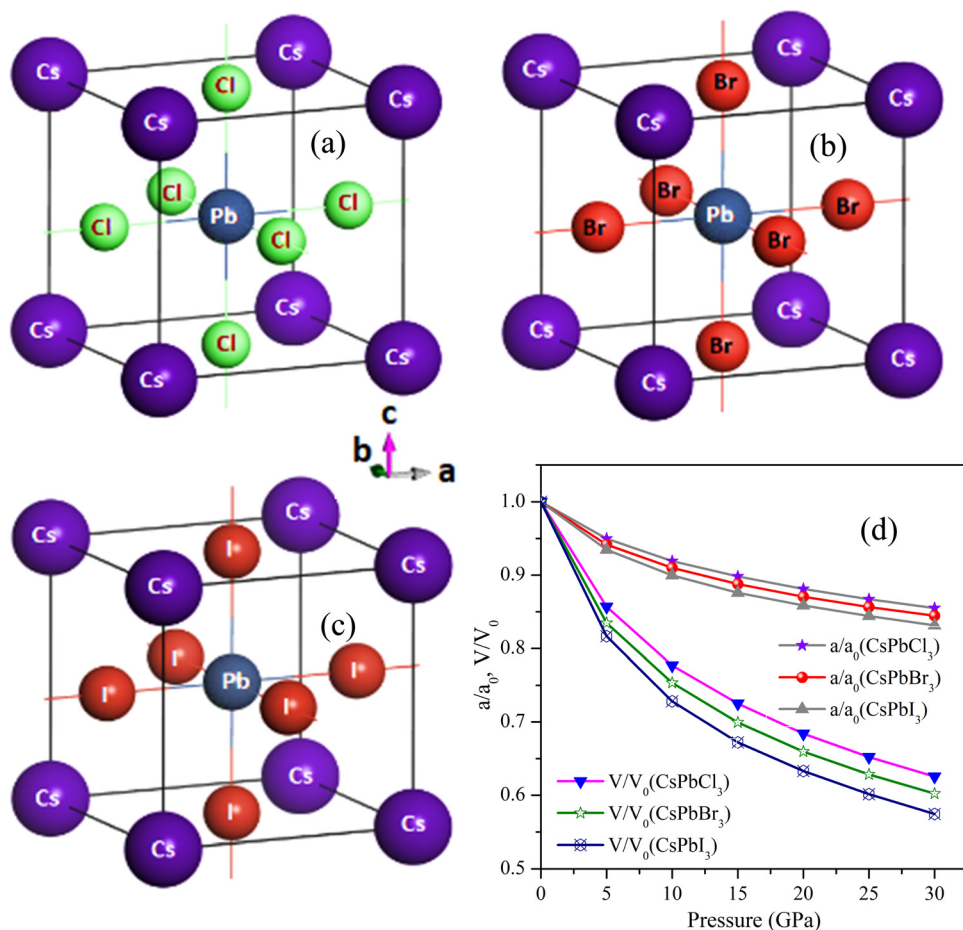 Cs
Cs
Cl
Cs
Cs
(a)
Cl
Cl
Pb
Cl
Cl
Cs
Cs
Cl
Cs
Cs
Cs
Cs
Br
Cs
Cs
(b)
Br
Br
Pb
Br
Br
Cs
Cs
Br
Cs
Cs
c
b
a
Cs
Cs
I
Cs
Cs
(c)
I
I
Pb
I
I
Cs
Cs
I
Cs
Cs
(d)
a/a₀, V/V₀
1.0
0.9
0.8
0.7
0.6
0.5
a/a₀(CsPbCl₃)
a/a₀(CsPbBr₃)
a/a₀(CsPbI₃)
V/V₀(CsPbCl₃)
V/V₀(CsPbBr₃)
V/V₀(CsPbI₃)
0 5 10 15 20 25 30
Pressure (GPa)